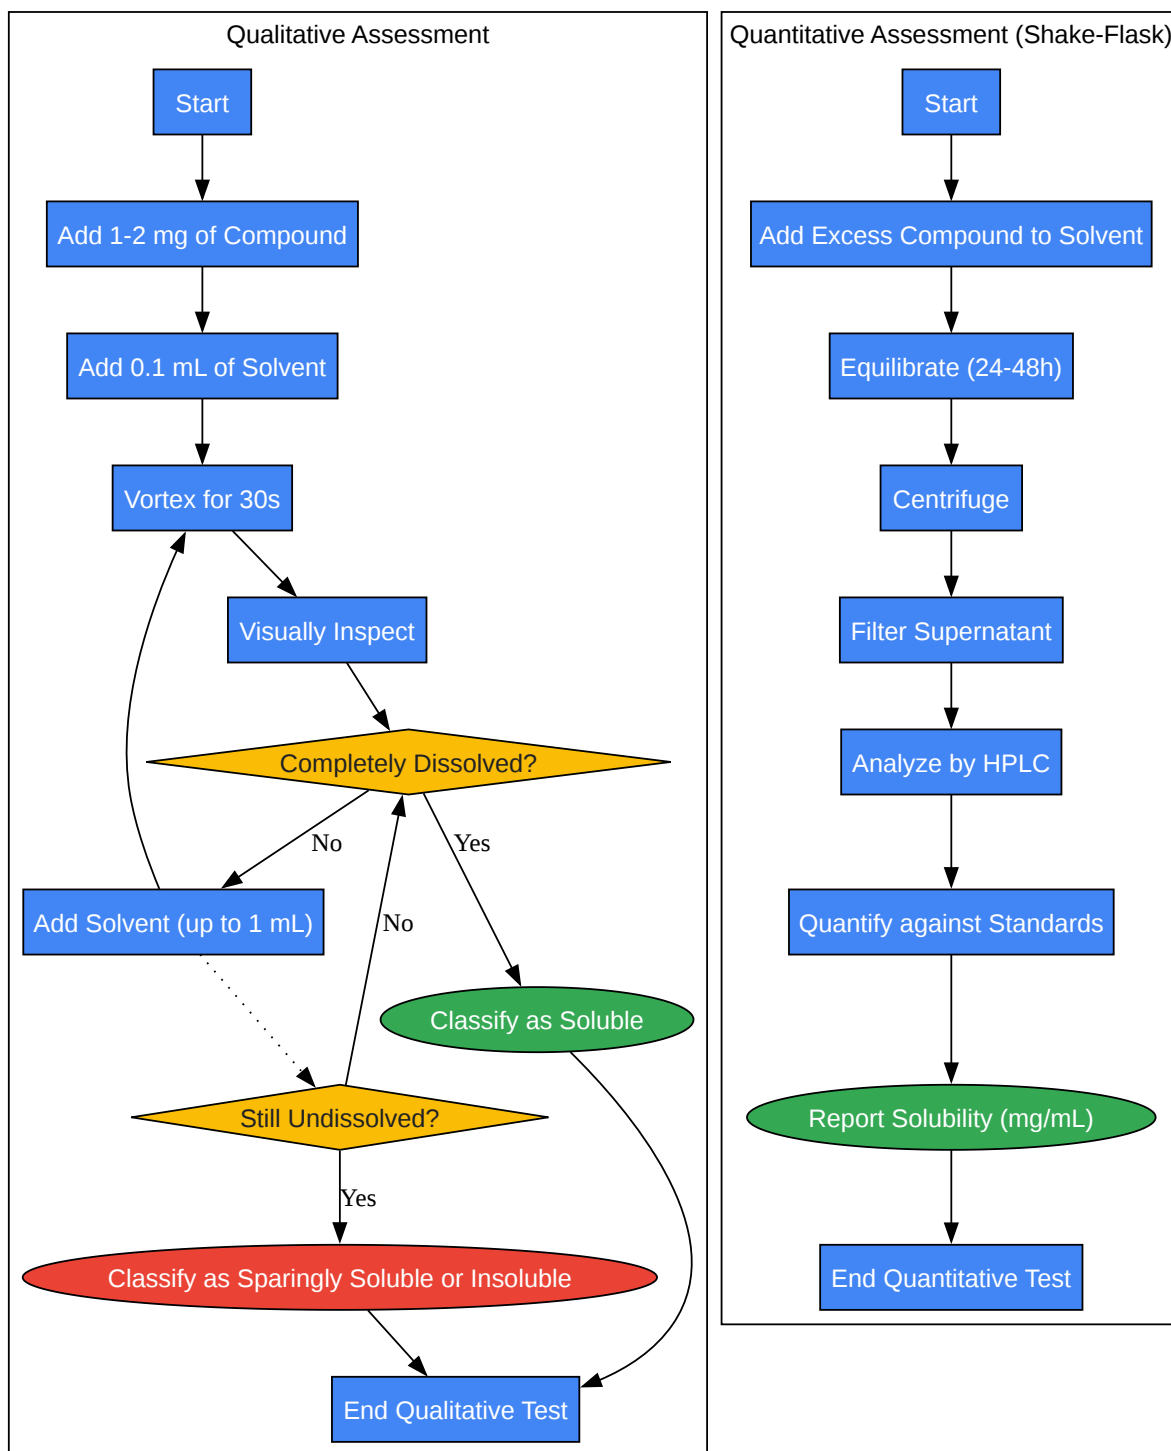 Qualitative Assessment
Start
Add 1-2 mg of Compound
Add 0.1 mL of Solvent
Vortex for 30s
Visually Inspect
Completely Dissolved?
No
Yes
Add Solvent (up to 1 mL)
No
Classify as Soluble
Still Undissolved?
Yes
Classify as Sparingly Soluble or Insoluble
End Qualitative Test
Quantitative Assessment (Shake-Flask)
Start
Add Excess Compound to Solvent
Equilibrate (24-48h)
Centrifuge
Filter Supernatant
Analyze by HPLC
Quantify against Standards
Report Solubility (mg/mL)
End Quantitative Test